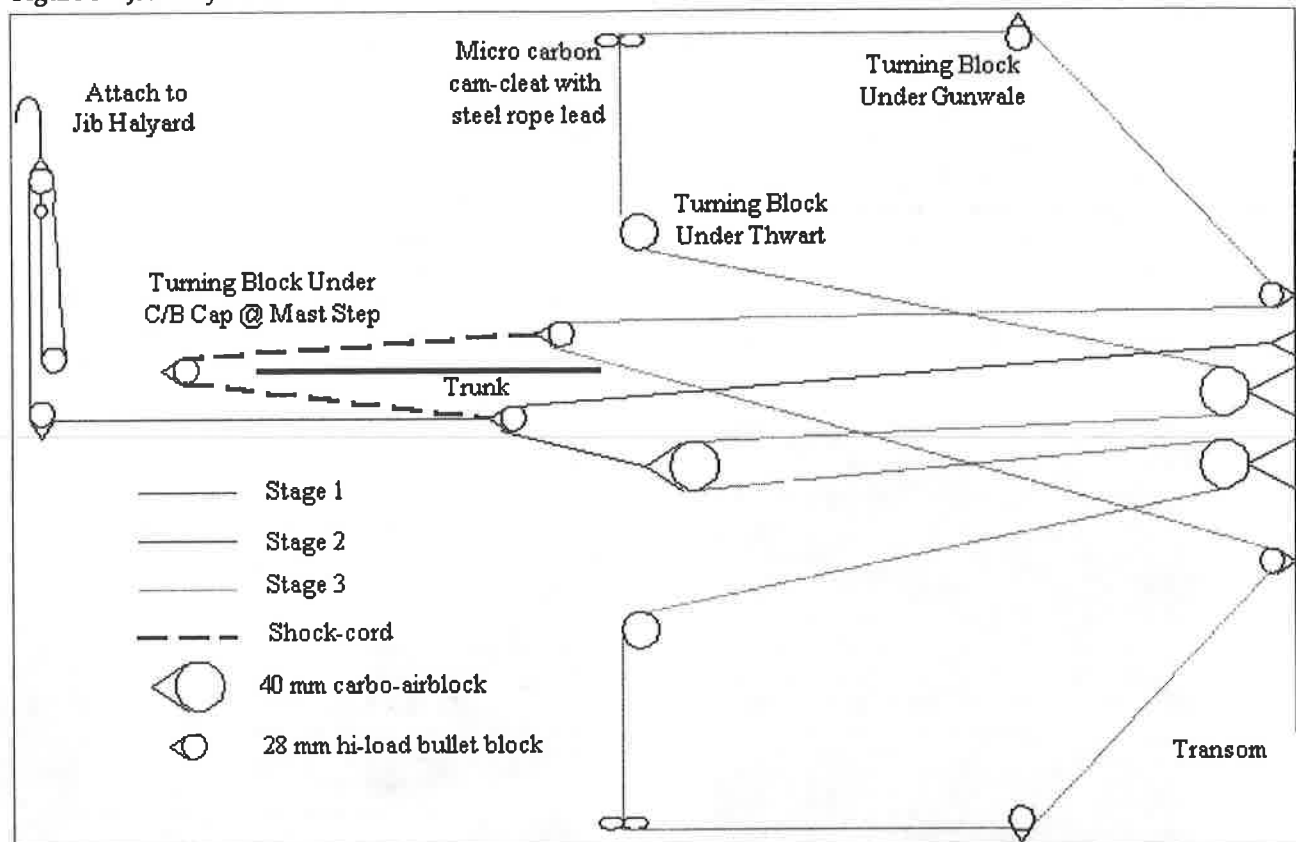 Attach to
Jib Halyard
Micro carbon
cam-cleat with
steel rope lead
Turning Block
Under Gunwale
Turning Block
Under Thwart
Turning Block Under
C/B Cap @ Mast Step
Trunk
Stage 1
Stage 2
Stage 3
Shock-cord
40 mm carbo-airblock
28 mm hi-load bullet block
Transom